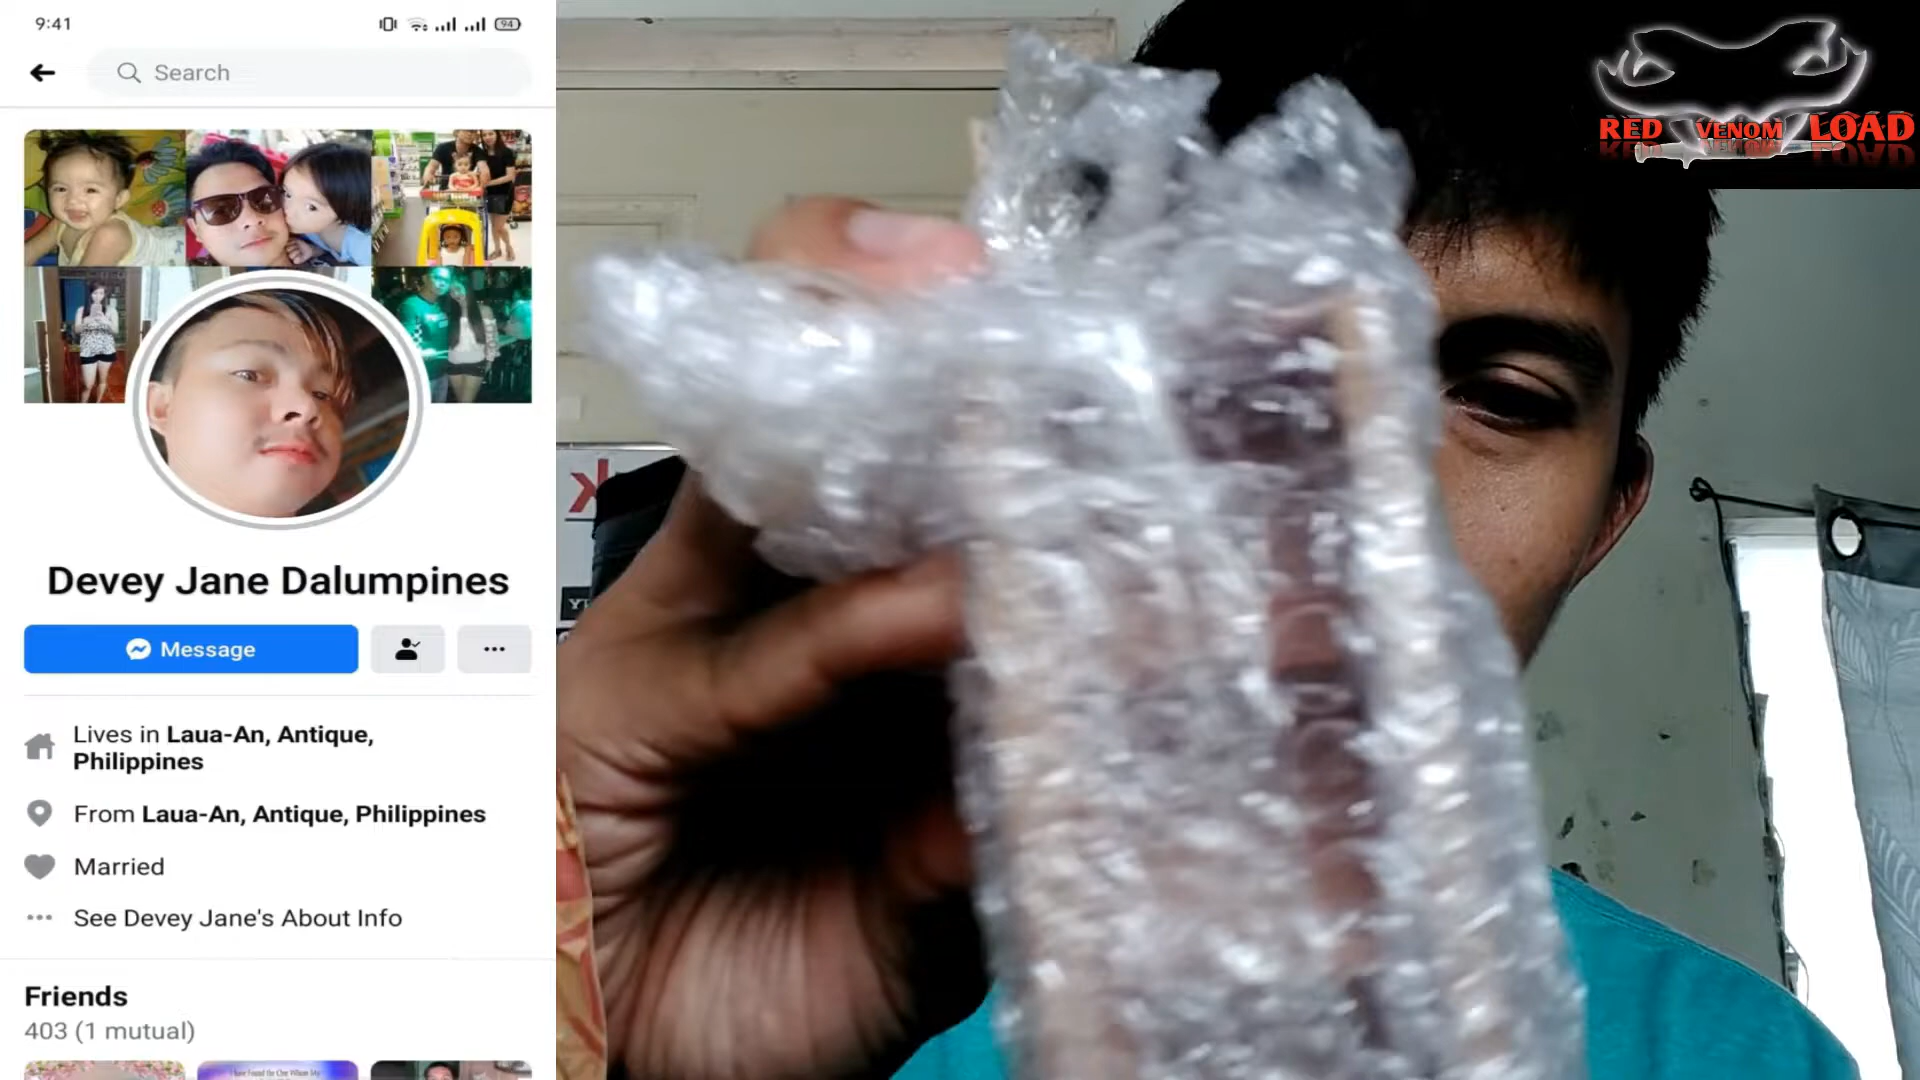 9:41
94
Search
Devey Jane Dalumpines
Message
Lives in Laua-An, Antique,
Philippines
From Laua-An, Antique, Philippines
Married
See Devey Jane's About Info
Friends
403 (1 mutual)
RED VENOM LOAD